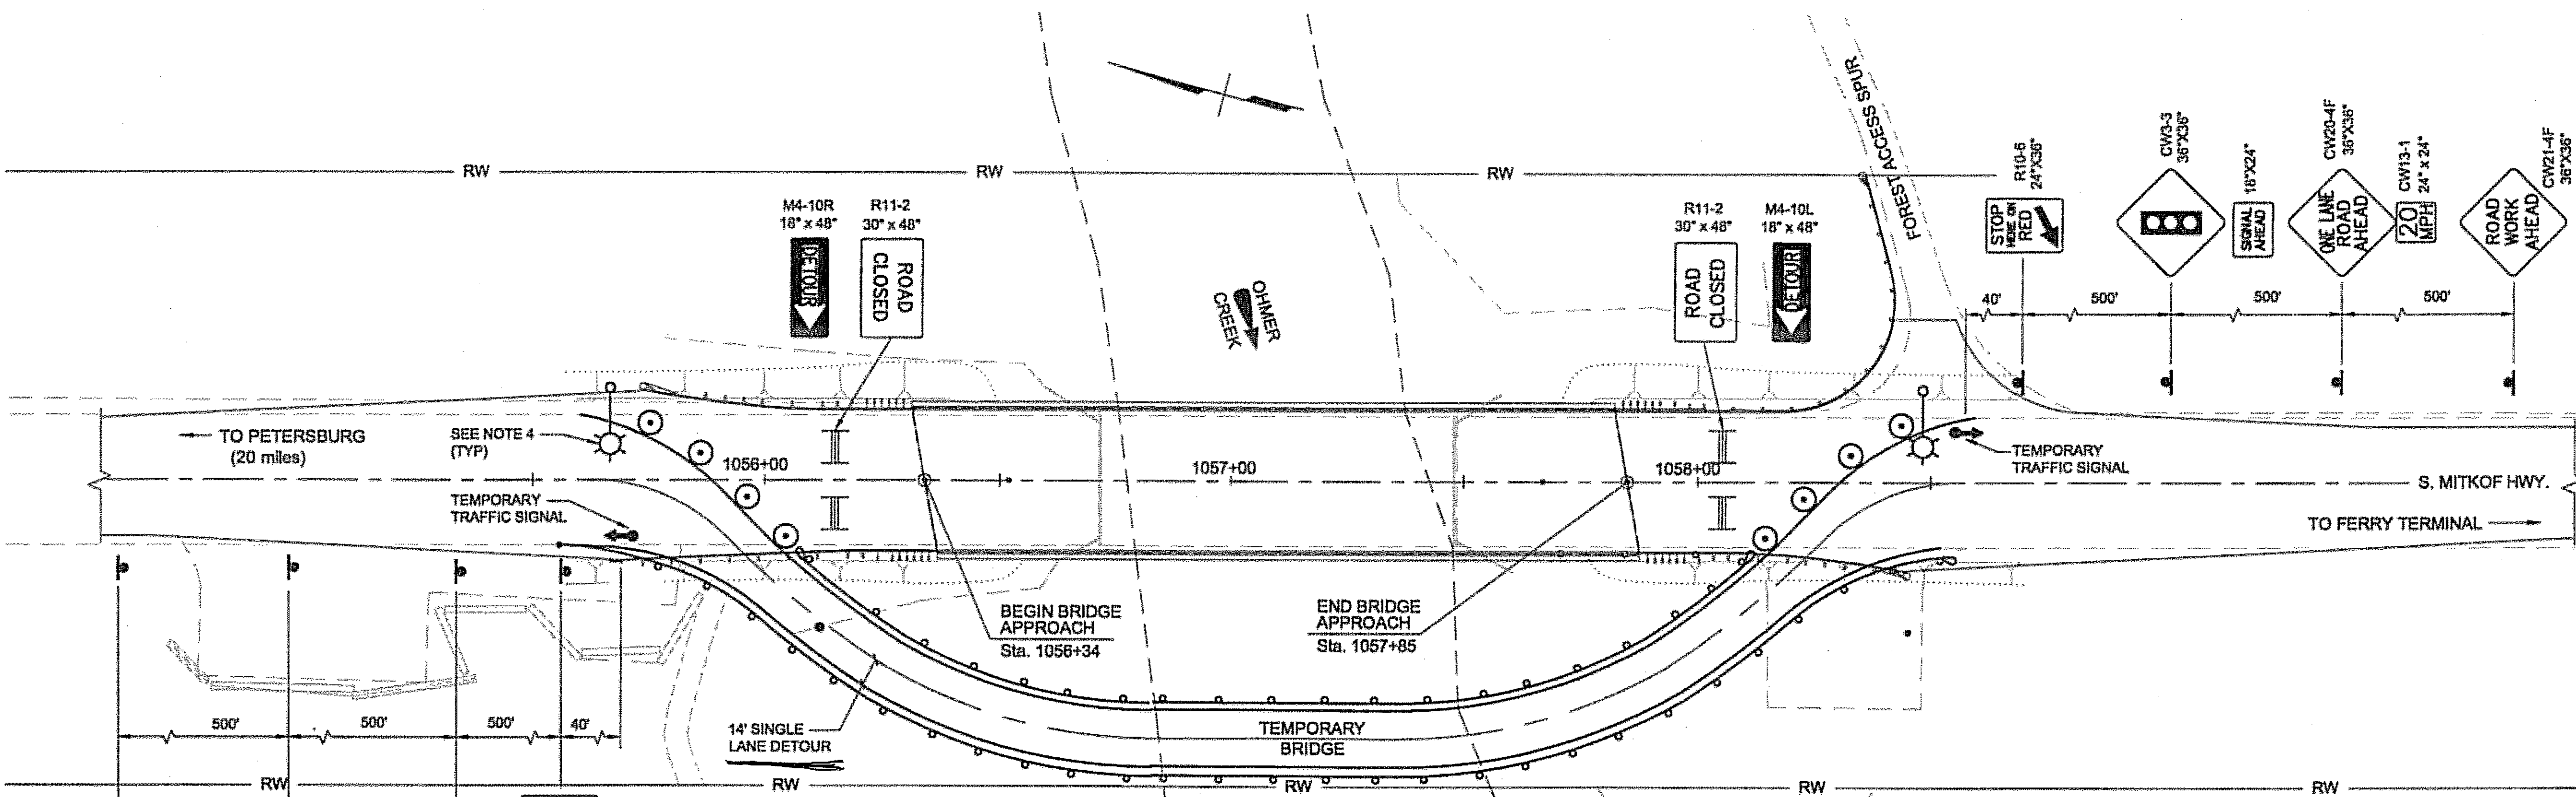 RW
RW
RW
M4-10R
18" x 48"
R11-2
30" x 48"
DETOUR
ROAD
CLOSED
OHMER
CREEK
R11-2
30" x 48"
M4-10L
18" x 48"
ROAD
CLOSED
DETOUR
FOREST ACCESS SPUR
R10-6
24"X36"
STOP
HERE ON
RED
CW3-3
36"X36"
18"X24"
SIGNAL
AHEAD
CW20-4F
36"X36"
ONE LANE
ROAD
AHEAD
CW13-1
24" x 24"
20
MPH
CW21-4F
36"X36"
ROAD
WORK
AHEAD
40'
500'
500'
500'
TO PETERSBURG
(20 miles)
SEE NOTE 4
(TYP)
TEMPORARY
TRAFFIC SIGNAL
1056+00
1057+00
1058+00
TEMPORARY
TRAFFIC SIGNAL
S. MITKOF HWY.
TO FERRY TERMINAL
BEGIN BRIDGE
APPROACH
Sta. 1056+34
END BRIDGE
APPROACH
Sta. 1057+85
500'
500'
500'
40'
14' SINGLE
LANE DETOUR
TEMPORARY
BRIDGE
RW
RW
RW
RW
RW